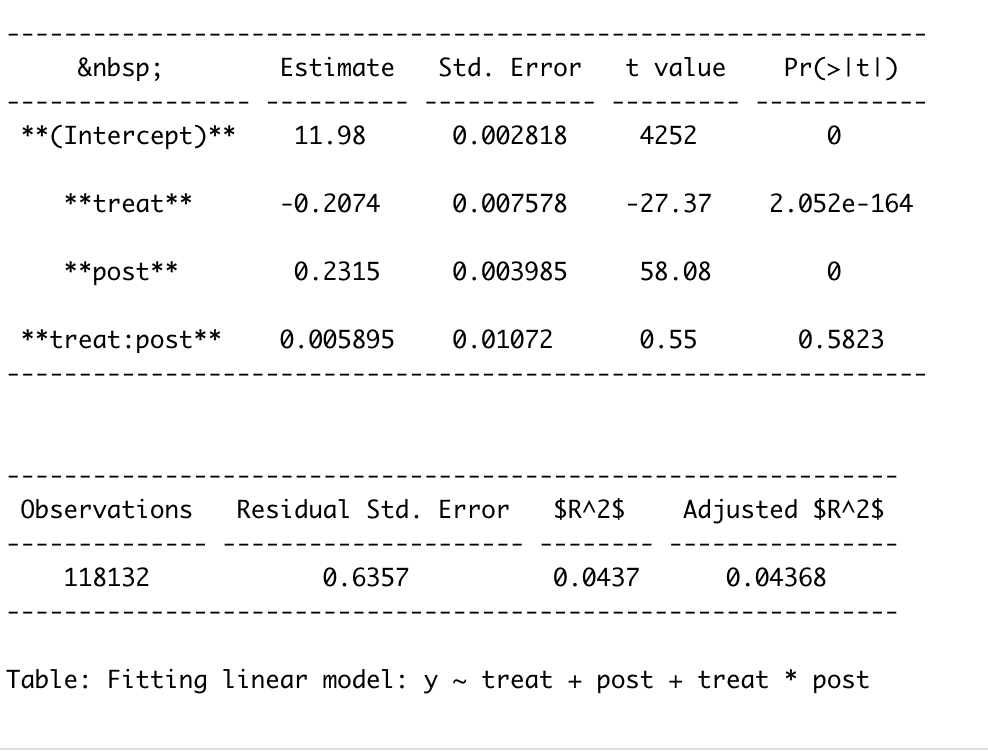 ----------------------------------------------------------------
&nbsp; Estimate Std. Error t value Pr(>|t|)
----------------- ---------- ------------ --------- ------------
**(Intercept)** 11.98 0.002818 4252 0
**treat** -0.2074 0.007578 -27.37 2.052e-164
**post** 0.2315 0.003985 58.08 0
**treat:post** 0.005895 0.01072 0.55 0.5823
----------------------------------------------------------------
--------------------------------------------------------------
Observations Residual Std. Error $R^2$ Adjusted $R^2$
-------------- --------------------- -------- ----------------
118132 0.6357 0.0437 0.04368
--------------------------------------------------------------
Table: Fitting linear model: y ~ treat + post + treat * post